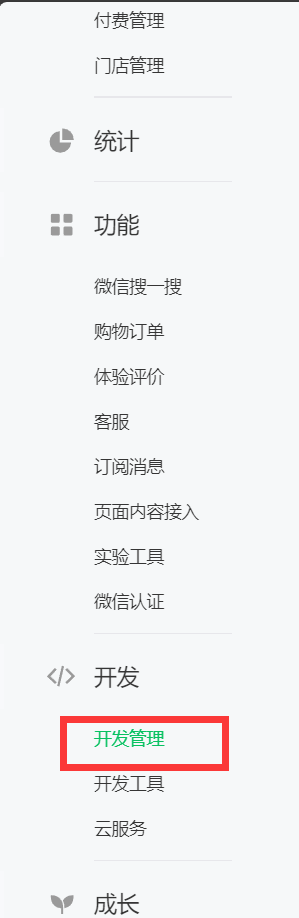 付费管理
门店管理
统计
功能
微信搜一搜
购物订单
体验评价
客服
订阅消息
页面内容接入
实验工具
微信认证
开发
开发管理
开发工具
云服务
成长